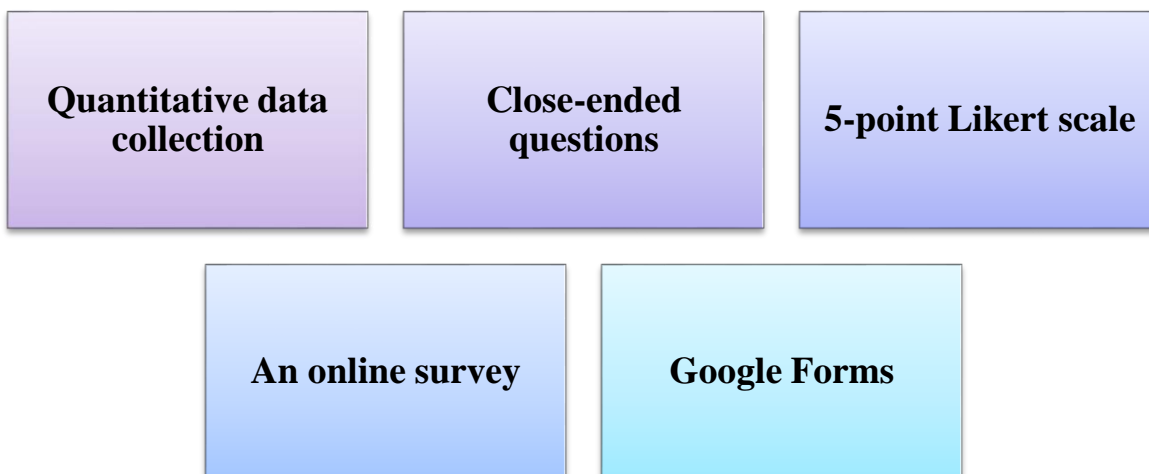 Quantitative data
collection
Close-ended
questions
5-point Likert scale
An online survey
Google Forms